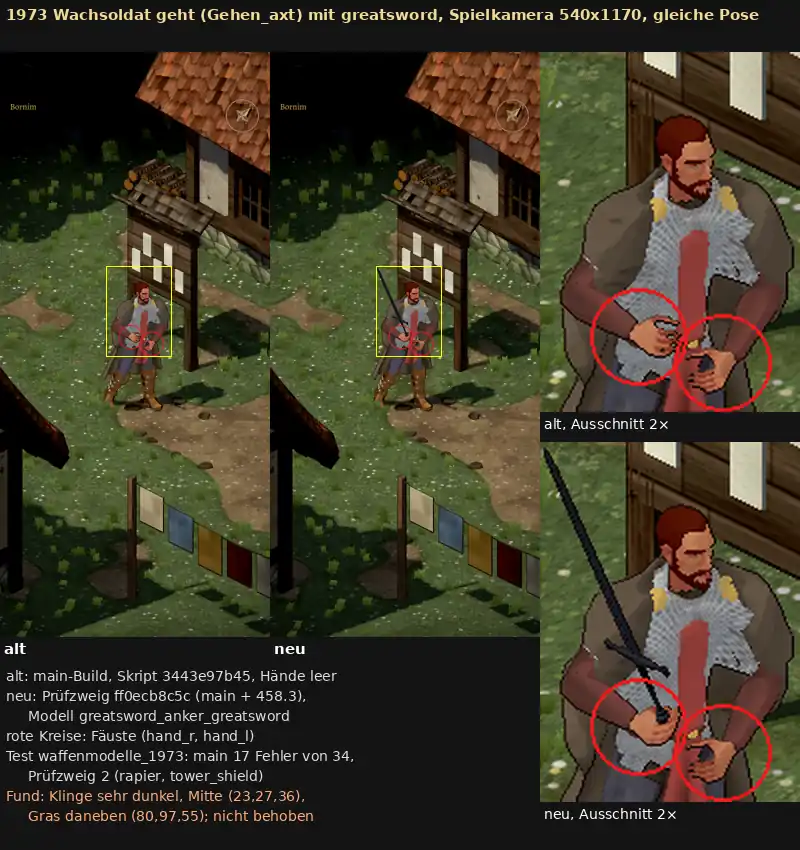 1973 Wachsoldat geht (Gehen_axt) mit greatsword, Spielkamera 540x1170, gleiche Pose
Bornim
Bornim
alt, Ausschnitt 2×
alt
neu
alt: main-Build, Skript 3443e97b45, Hände leer
neu: Prüfzweig ff0ecb8c5c (main + 458.3),
Modell greatsword_anker_greatsword
rote Kreise: Fäuste (hand_r, hand_l)
Test waffenmodelle_1973: main 17 Fehler von 34,
Prüfzweig 2 (rapier, tower_shield)
Fund: Klinge sehr dunkel, Mitte (23,27,36),
Gras daneben (80,97,55); nicht behoben
neu, Ausschnitt 2×